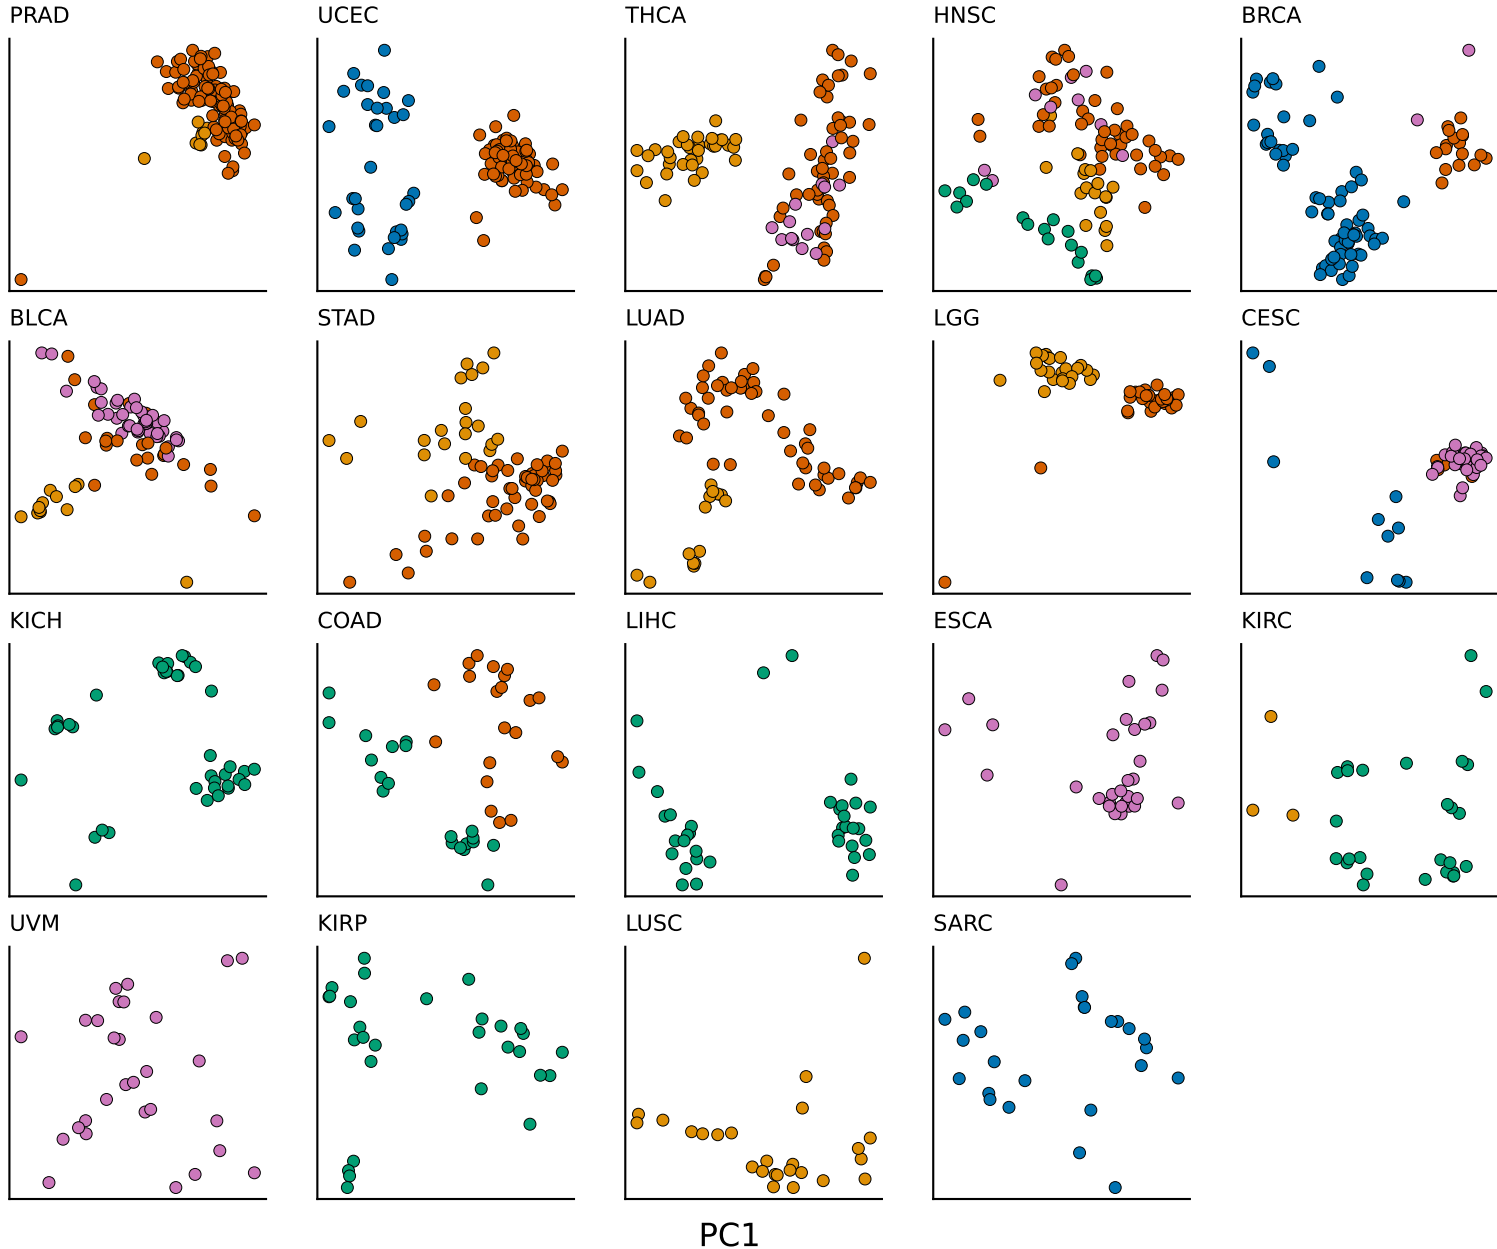 PRAD
UCEC
THCA
HNSC
BRCA
BLCA
STAD
LUAD
LGG
CESC
KICH
COAD
LIHC
ESCA
KIRC
UVM
KIRP
LUSC
SARC
PC1